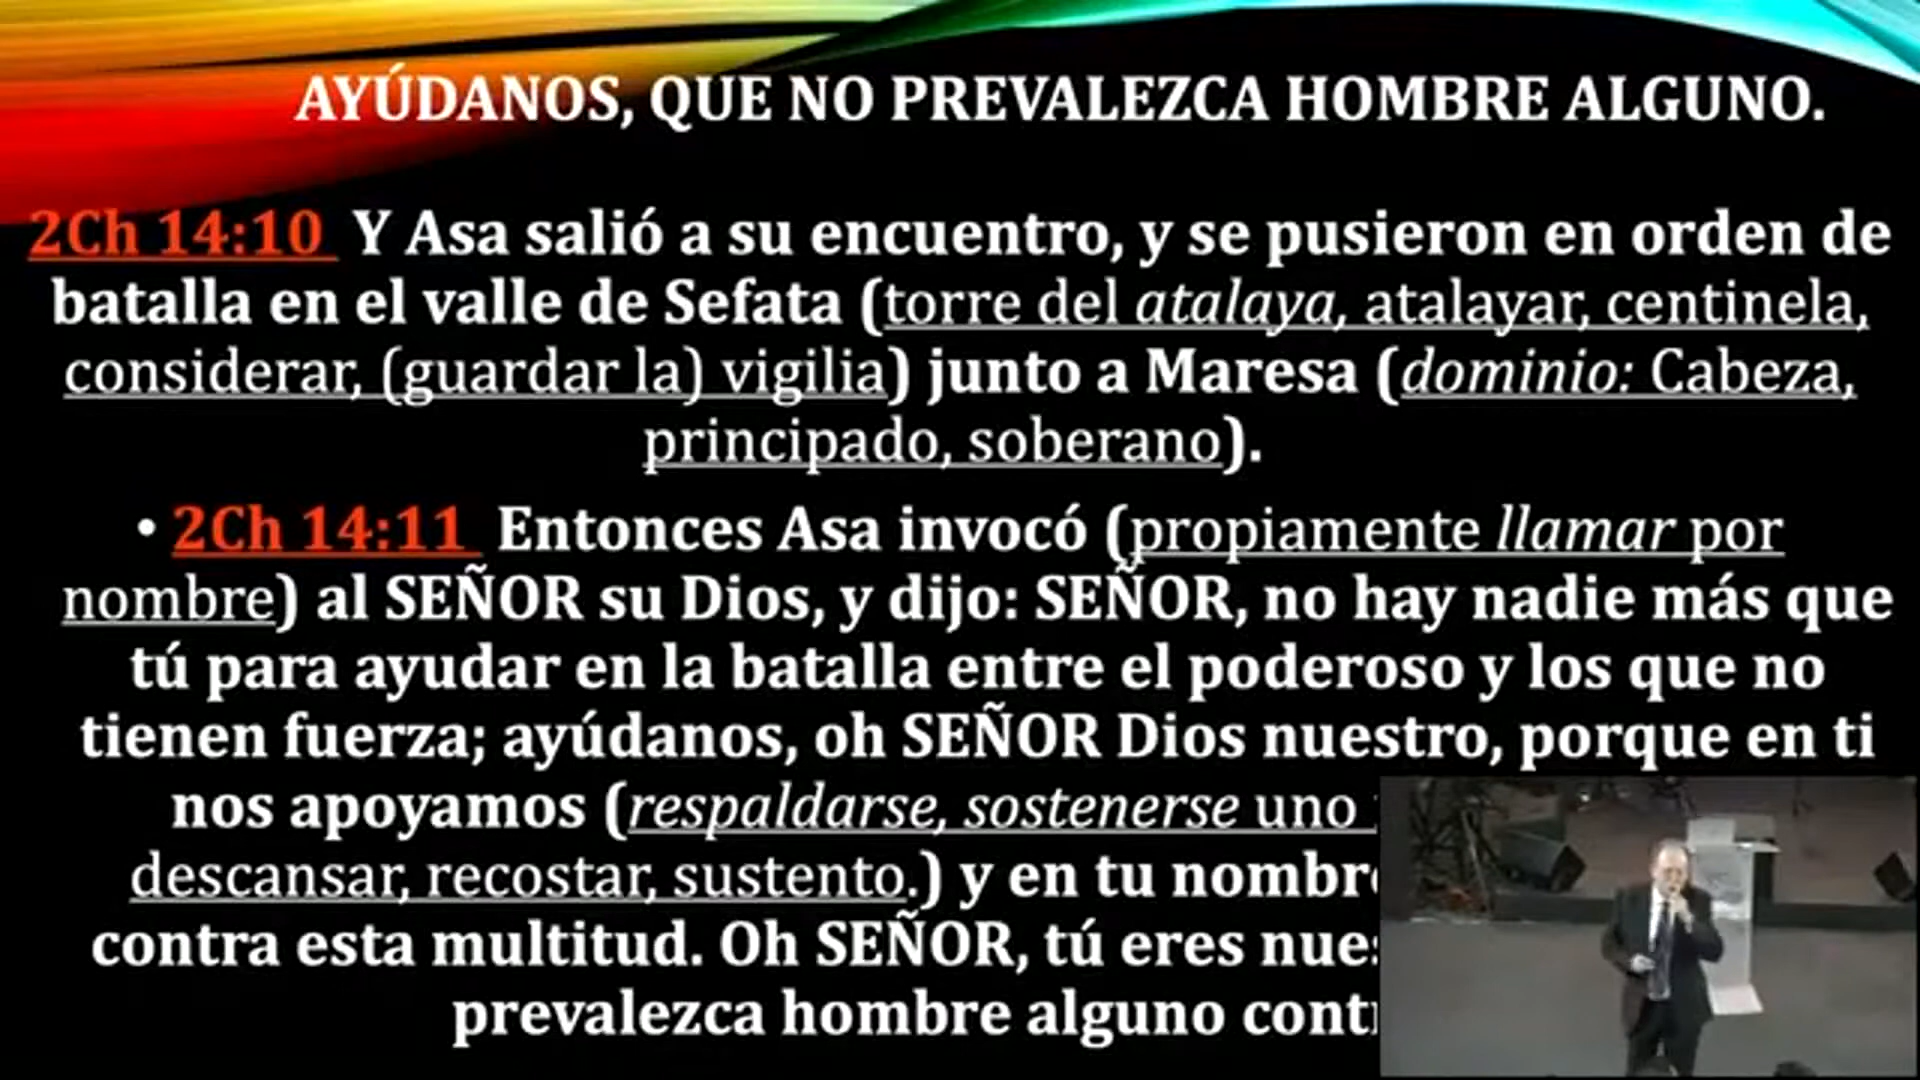 AYÚDANOS, QUE NO PREVALEZCA HOMBRE ALGUNO.
2Ch 14:10 Y Asa salió a su encuentro, y se pusieron en orden de
batalla en el valle de Sefata (torre del atalaya, atalayar, centinela,
considerar, (guardar la) vigilia) junto a Maresa (dominio: Cabeza,
principado, soberano).
• 2Ch 14:11 Entonces Asa invocó (propiamente llamar por
nombre) al SEÑOR su Dios, y dijo: SEÑOR, no hay nadie más que
tú para ayudar en la batalla entre el poderoso y los que no
tienen fuerza; ayúdanos, oh SEÑOR Dios nuestro, porque en ti
nos apoyamos (respaldarse, sostenerse uno
descansar, recostar, sustento.) y en tu nombr
contra esta multitud. Oh SEÑOR, tú eres nues
prevalezca hombre alguno cont